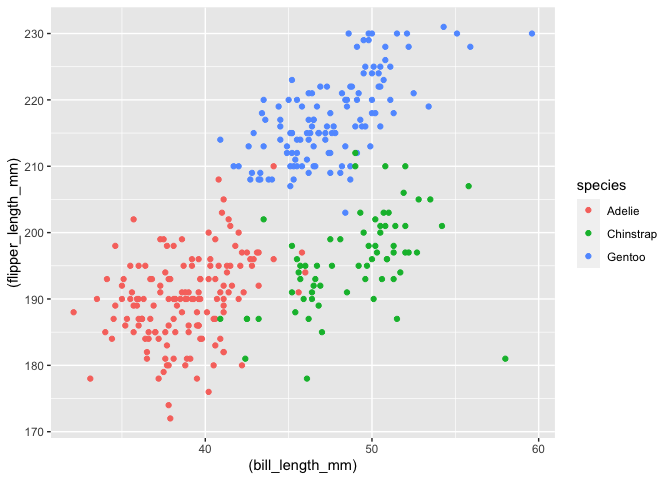 230
220
210
200
190
180
170
(flipper_length_mm)
40
50
60
(bill_length_mm)
species
Adelie
Chinstrap
Gentoo